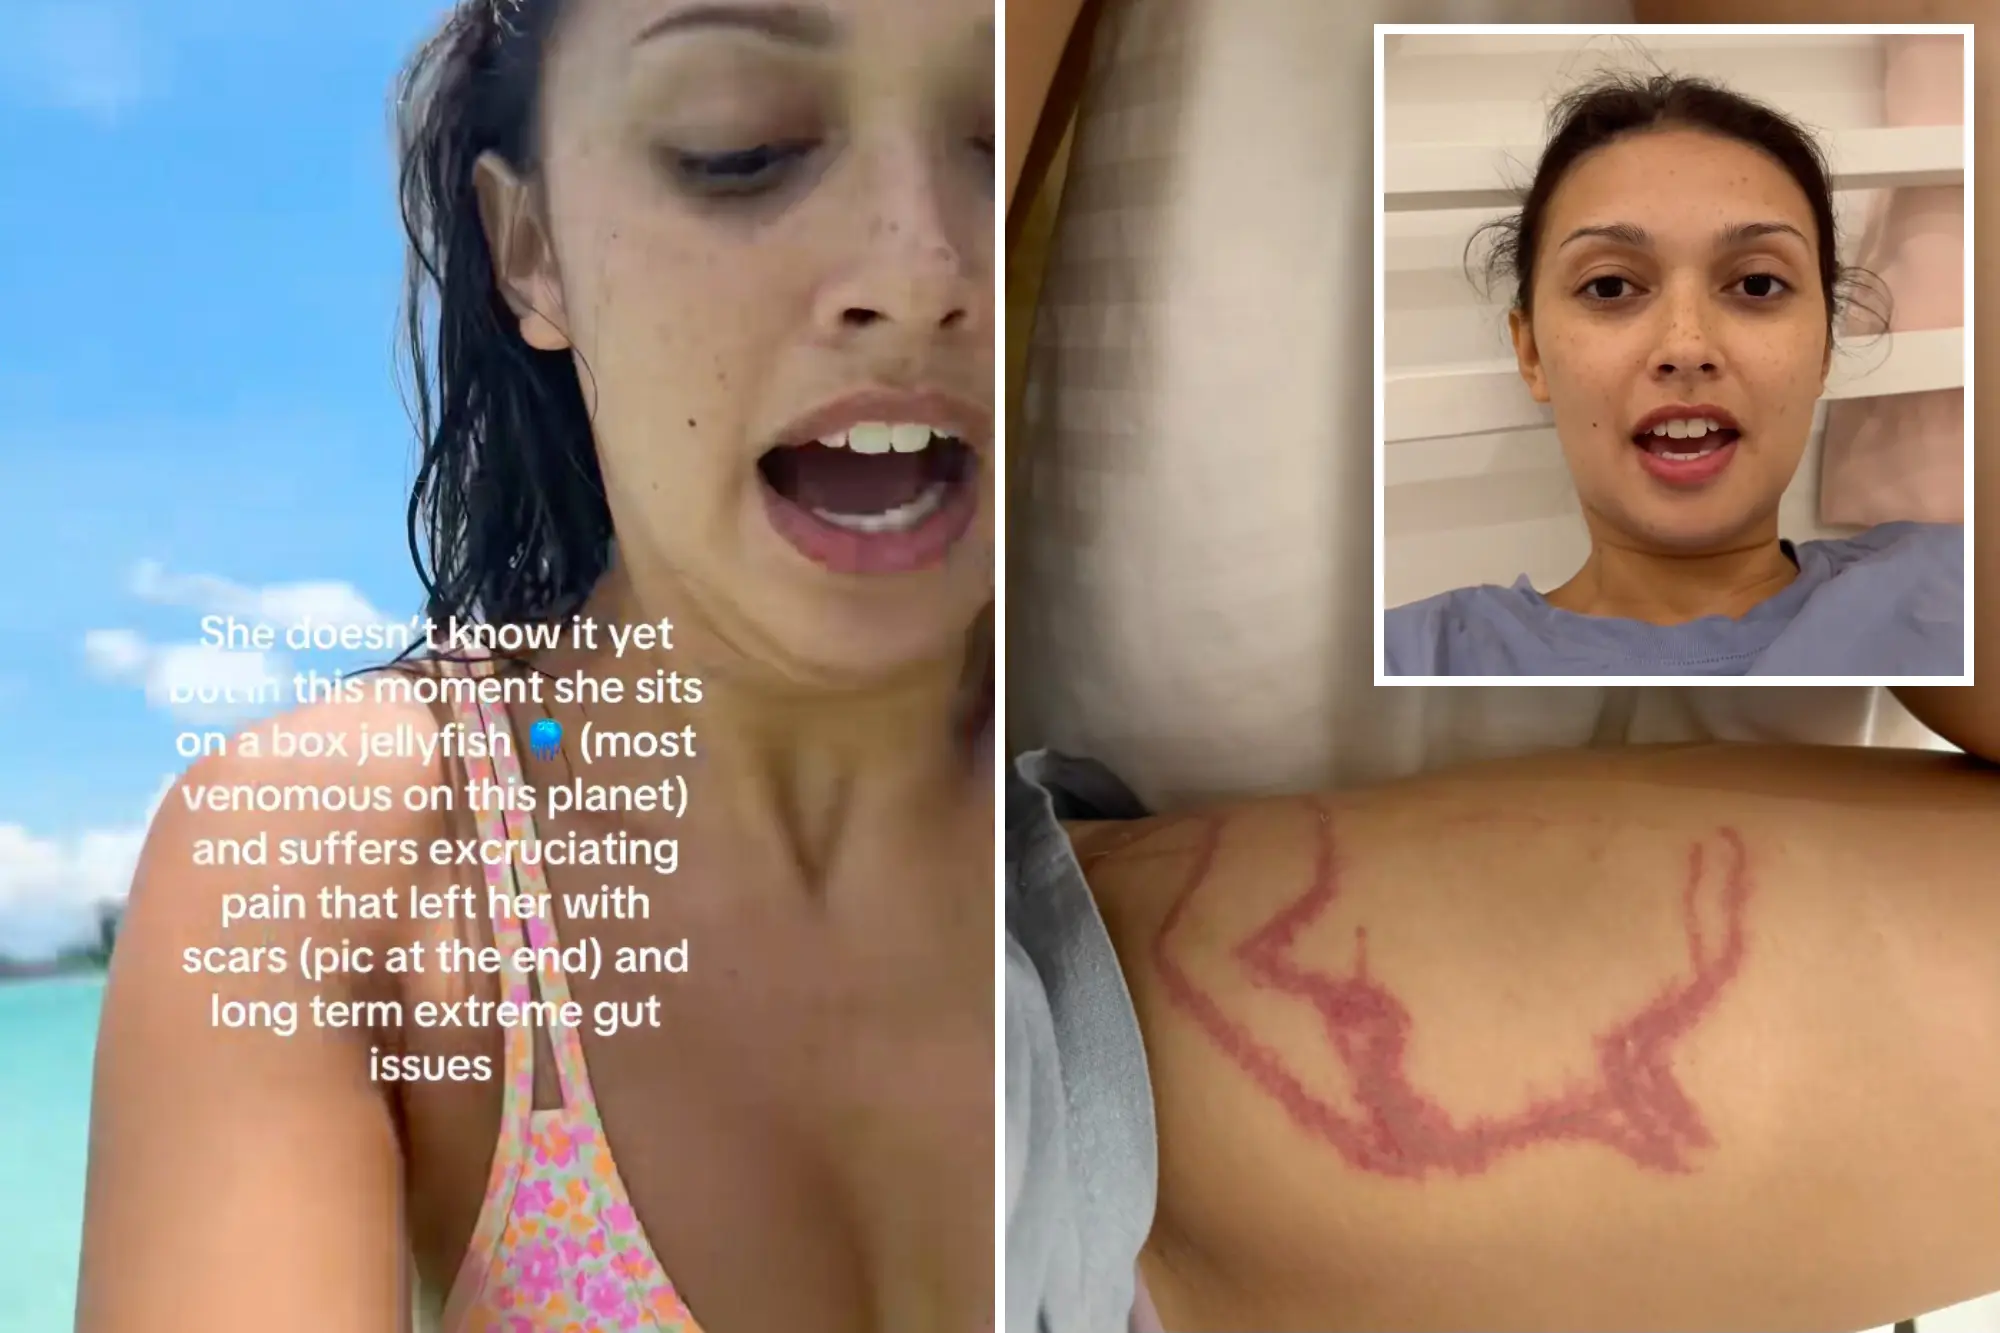 She doesn't know it yet
but in this moment she sits
on a box jellyfish 🪼 (most
venomous on this planet)
and suffers excruciating
pain that left her with
scars (pic at the end) and
long term extreme gut
issues